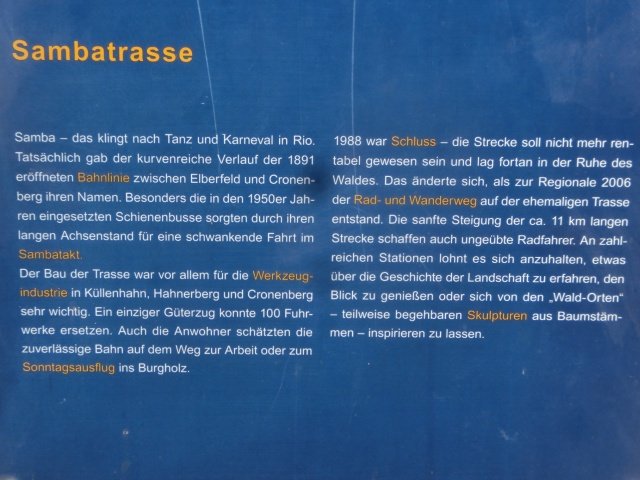 Sambatrasse
Samba – das klingt nach Tanz und Karneval in Rio.
Tatsächlich gab der kurvenreiche Verlauf der 1891
eröffneten Bahnlinie zwischen Elberfeld und Cronen-
berg ihren Namen. Besonders die in den 1950er Jah-
ren eingesetzten Schienenbusse sorgten durch ihren
langen Achsenstand für eine schwankende Fahrt im
Sambatakt.
Der Bau der Trasse war vor allem für die Werkzeug-
industrie in Küllenhahn, Hahnerberg und Cronenberg
sehr wichtig. Ein einziger Güterzug konnte 100 Fuhr-
werke ersetzen. Auch die Anwohner schätzten die
zuverlässige Bahn auf dem Weg zur Arbeit oder zum
Sonntagsausflug ins Burgholz.
1988 war Schluss – die Strecke soll nicht mehr ren-
tabel gewesen sein und lag fortan in der Ruhe des
Waldes. Das änderte sich, als zur Regionale 2006
der Rad- und Wanderweg auf der ehemaligen Trasse
entstand. Die sanfte Steigung der ca. 11 km langen
Strecke schaffen auch ungeübte Radfahrer. An zahl-
reichen Stationen lohnt es sich anzuhalten, etwas
über die Geschichte der Landschaft zu erfahren, den
Blick zu genießen oder sich von den „Wald-Orten“
– teilweise begehbaren Skulpturen aus Baumstäm-
men – inspirieren zu lassen.